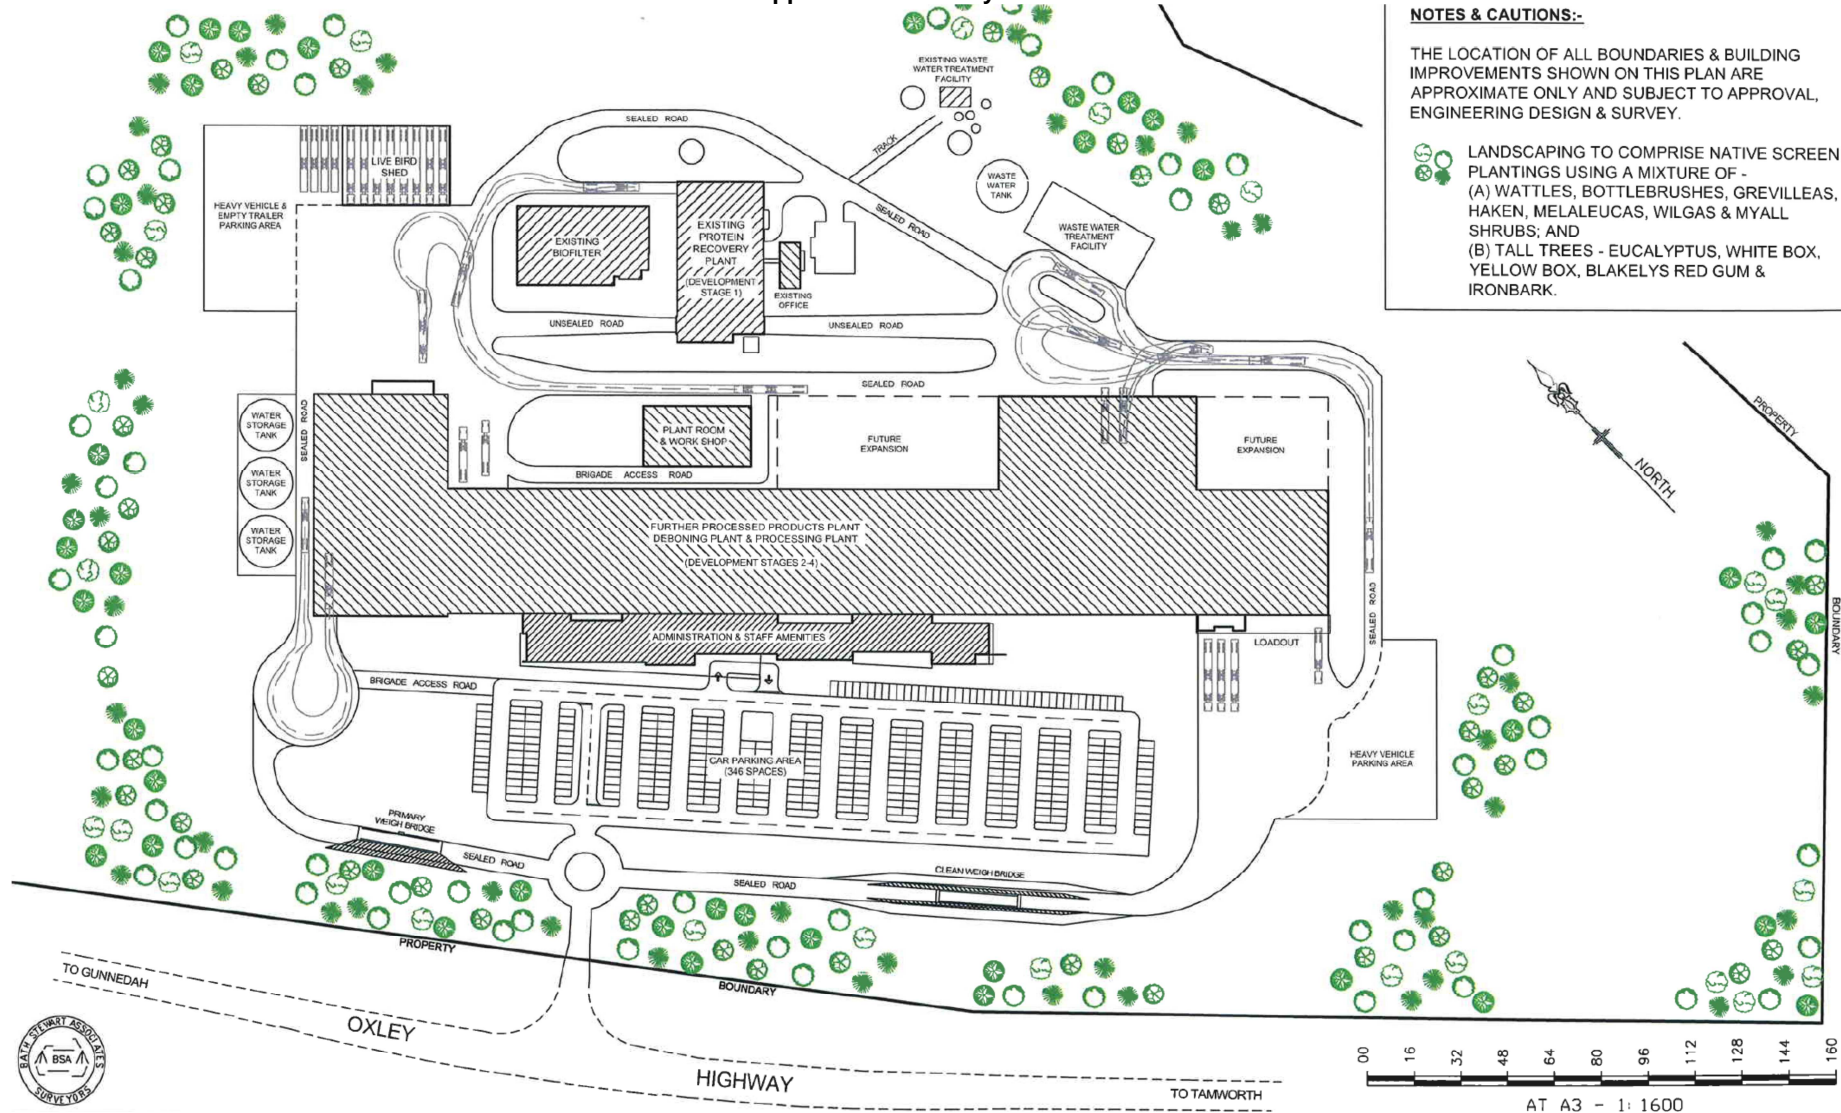 NOTES & CAUTIONS:-
THE LOCATION OF ALL BOUNDARIES & BUILDING
IMPROVEMENTS SHOWN ON THIS PLAN ARE
APPROXIMATE ONLY AND SUBJECT TO APPROVAL,
ENGINEERING DESIGN & SURVEY.
LANDSCAPING TO COMPRISE NATIVE SCREEN
PLANTINGS USING A MIXTURE OF -
(A) WATTLES, BOTTLEBRUSHES, GREVILLEAS,
HAKEN, MELALEUCAS, WILGAS & MYALL
SHRUBS; AND
(B) TALL TREES - EUCALYPTUS, WHITE BOX,
YELLOW BOX, BLAKELYS RED GUM &
IRONBARK.
EXISTING WASTE
WATER TREATMENT
FACILITY
SEALED ROAD
TRACK
LIVE BIRD
SHED
WASTE
WATER
TANK
HEAVY VEHICLE &
EMPTY TRAILER
PARKING AREA
SEALED ROAD
WASTE WATER
TREATMENT
FACILITY
EXISTING
BIOFILTER
EXISTING
PROTEIN
RECOVERY
PLANT
(DEVELOPMENT
STAGE 1)
EXISTING
OFFICE
UNSEALED ROAD
UNSEALED ROAD
SEALED ROAD
PROPERTY
BOUNDARY
NORTH
WATER
STORAGE
TANK
WATER
STORAGE
TANK
WATER
STORAGE
TANK
SEALED ROAD
PLANT ROOM
& WORK SHOP
FUTURE
EXPANSION
FUTURE
EXPANSION
BRIGADE ACCESS ROAD
FURTHER PROCESSED PRODUCTS PLANT
DEBONING PLANT & PROCESSING PLANT
(DEVELOPMENT STAGES 2-4)
SEALED ROAD
ADMINISTRATION & STAFF AMENITIES
LOADOUT
BRIGADE ACCESS ROAD
CAR PARKING AREA
(346 SPACES)
HEAVY VEHICLE
PARKING AREA
PRIMARY
WEIGH BRIDGE
SEALED ROAD
SEALED ROAD
CLEAN WEIGH BRIDGE
PROPERTY
BOUNDARY
TO GUNNEDAH
OXLEY
HIGHWAY
TO TAMWORTH
BATH STEWART ASSOCIATES
BSA
SURVEYORS
00 16 32 48 64 80 96 112 128 144 160
AT A3 - 1:1600